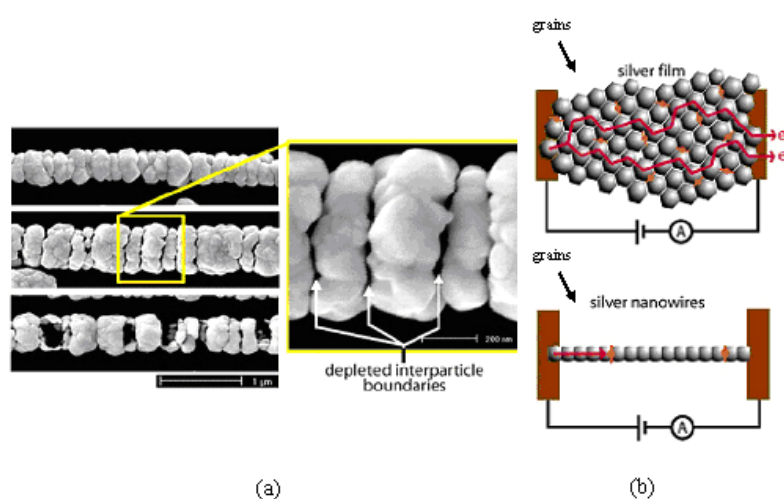 grains
silver film
e
e
1 µm
200 nm
depleted interparticle
boundaries
A
grains
silver nanowires
A
(a)
(b)